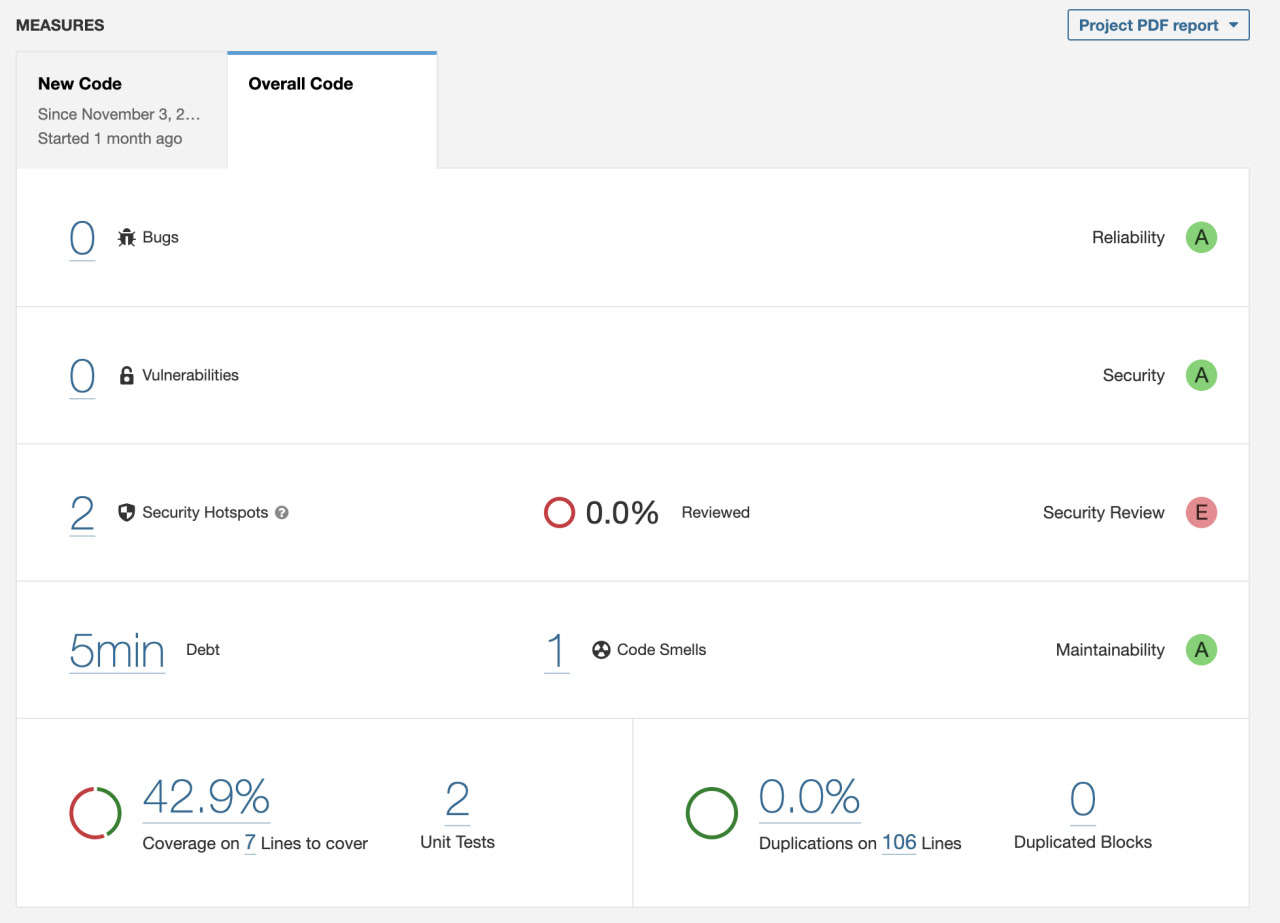 MEASURES
Project PDF report
New Code
Since November 3, 2…
Started 1 month ago
Overall Code
0 Bugs Reliability A
0 Vulnerabilities Security A
2 Security Hotspots ? 0.0% Reviewed Security Review E
5min Debt 1 Code Smells Maintainability A
42.9%
Coverage on 7 Lines to cover
2
Unit Tests
0.0%
Duplications on 106 Lines
0
Duplicated Blocks